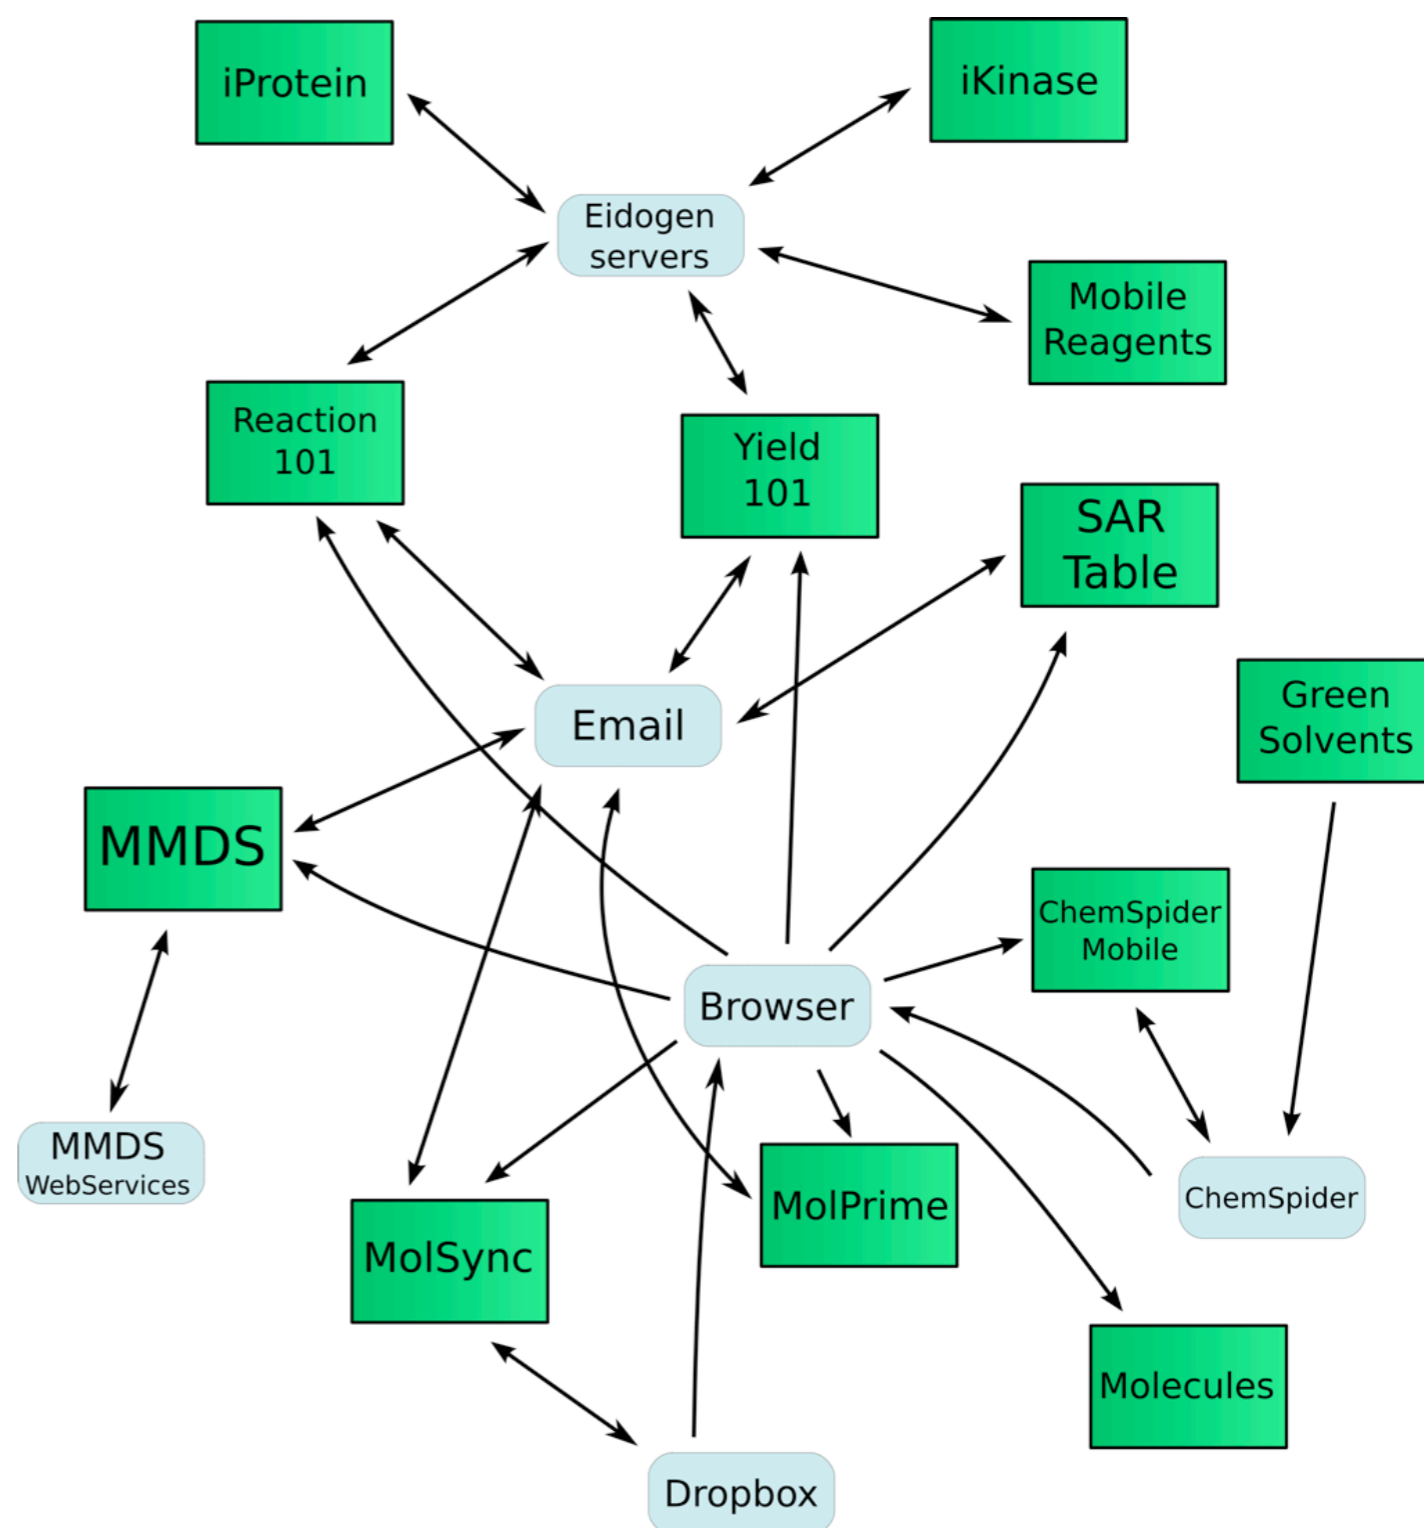 iProtein
iKinase
Eidogen
servers
Mobile
Reagents
Reaction
101
Yield
101
SAR
Table
Green
Solvents
Email
MMDS
ChemSpider
Mobile
Browser
MMDS
WebServices
MolPrime
ChemSpider
MolSync
Molecules
Dropbox